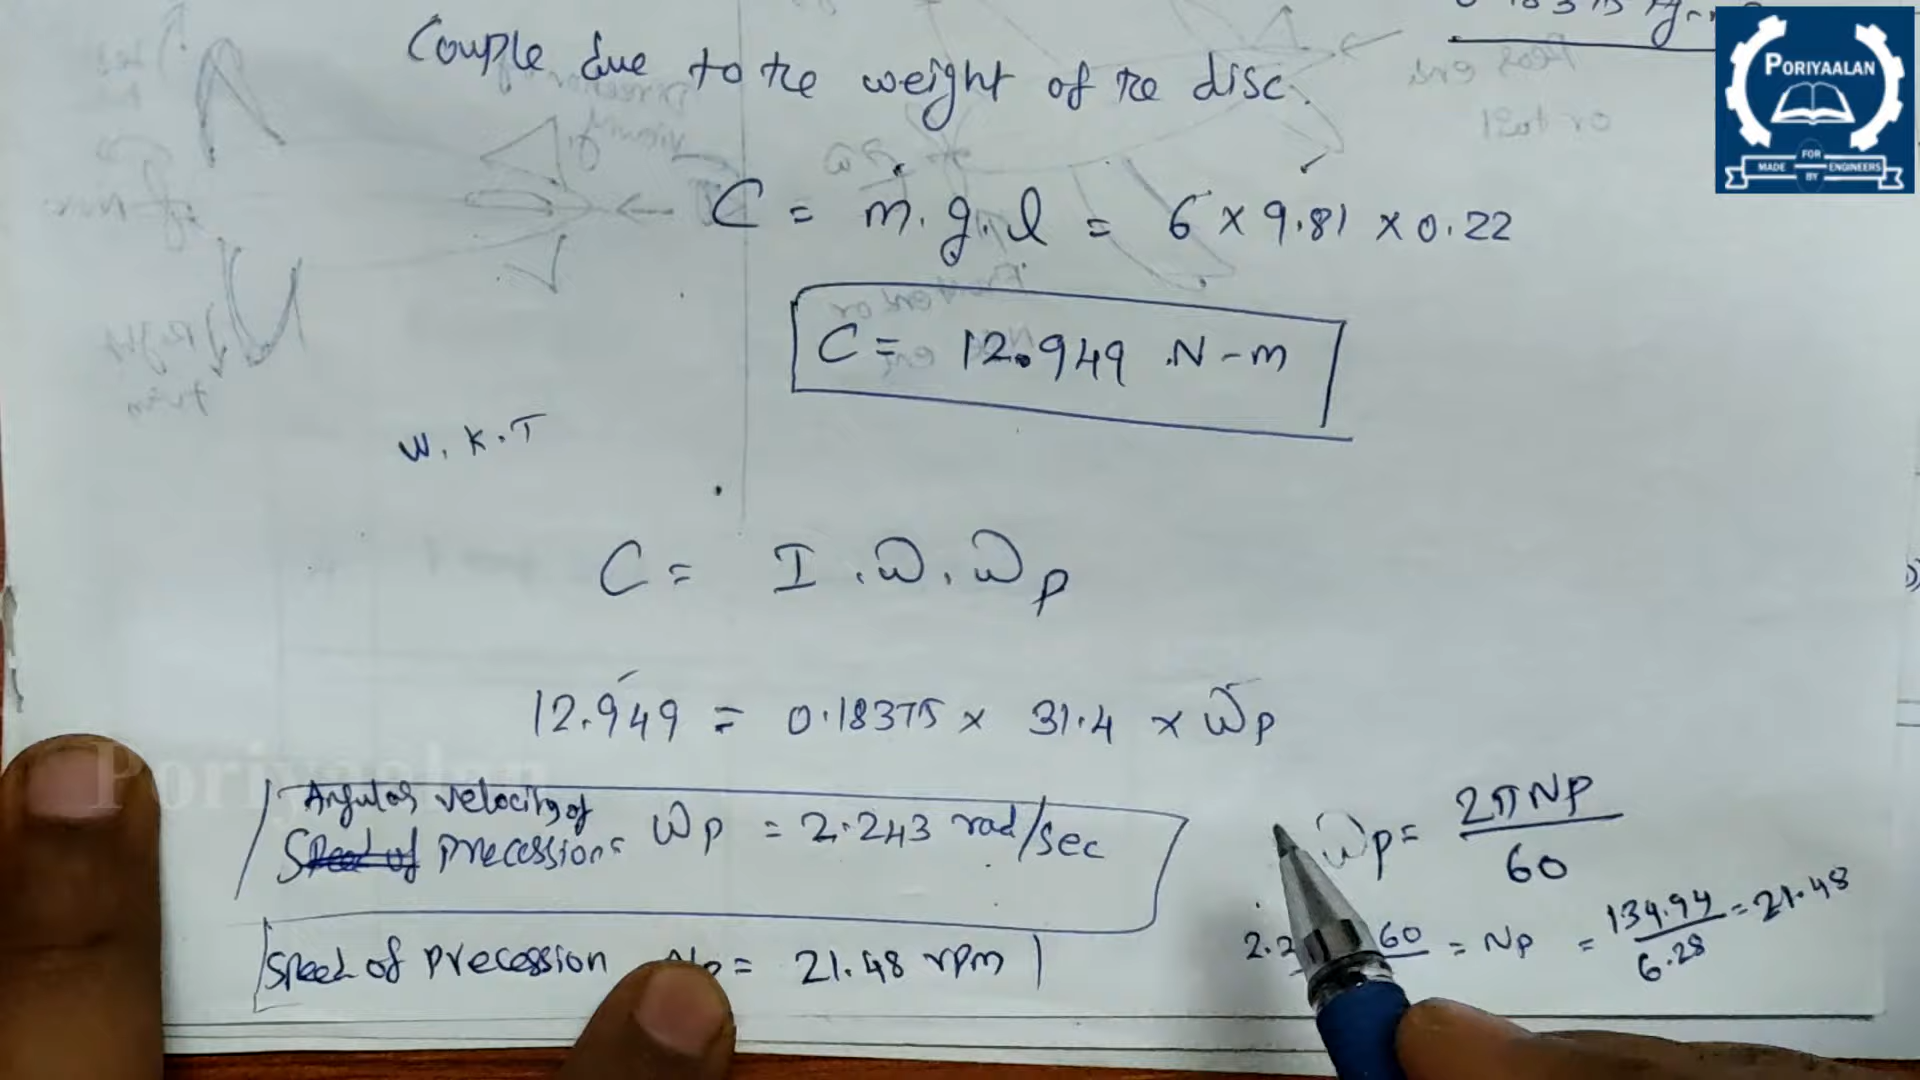 Couple due to the weight of the disc.
C = m.g.l = 6 x 9.81 x 0.22
C = 12.949 N-m
W.K.T
C = I.ω.ωp
12.949 = 0.18375 x 31.4 x ωp
Angular velocity of
precession = ωp = 2.243 rad/sec
Speed of precession Np = 21.48 rpm
ωp = 2πNp / 60
60 = Np = 134.94 / 6.28 = 21.48
PORIYAALAN
MADE FOR ENGINEERS
BY
Poriyaalan